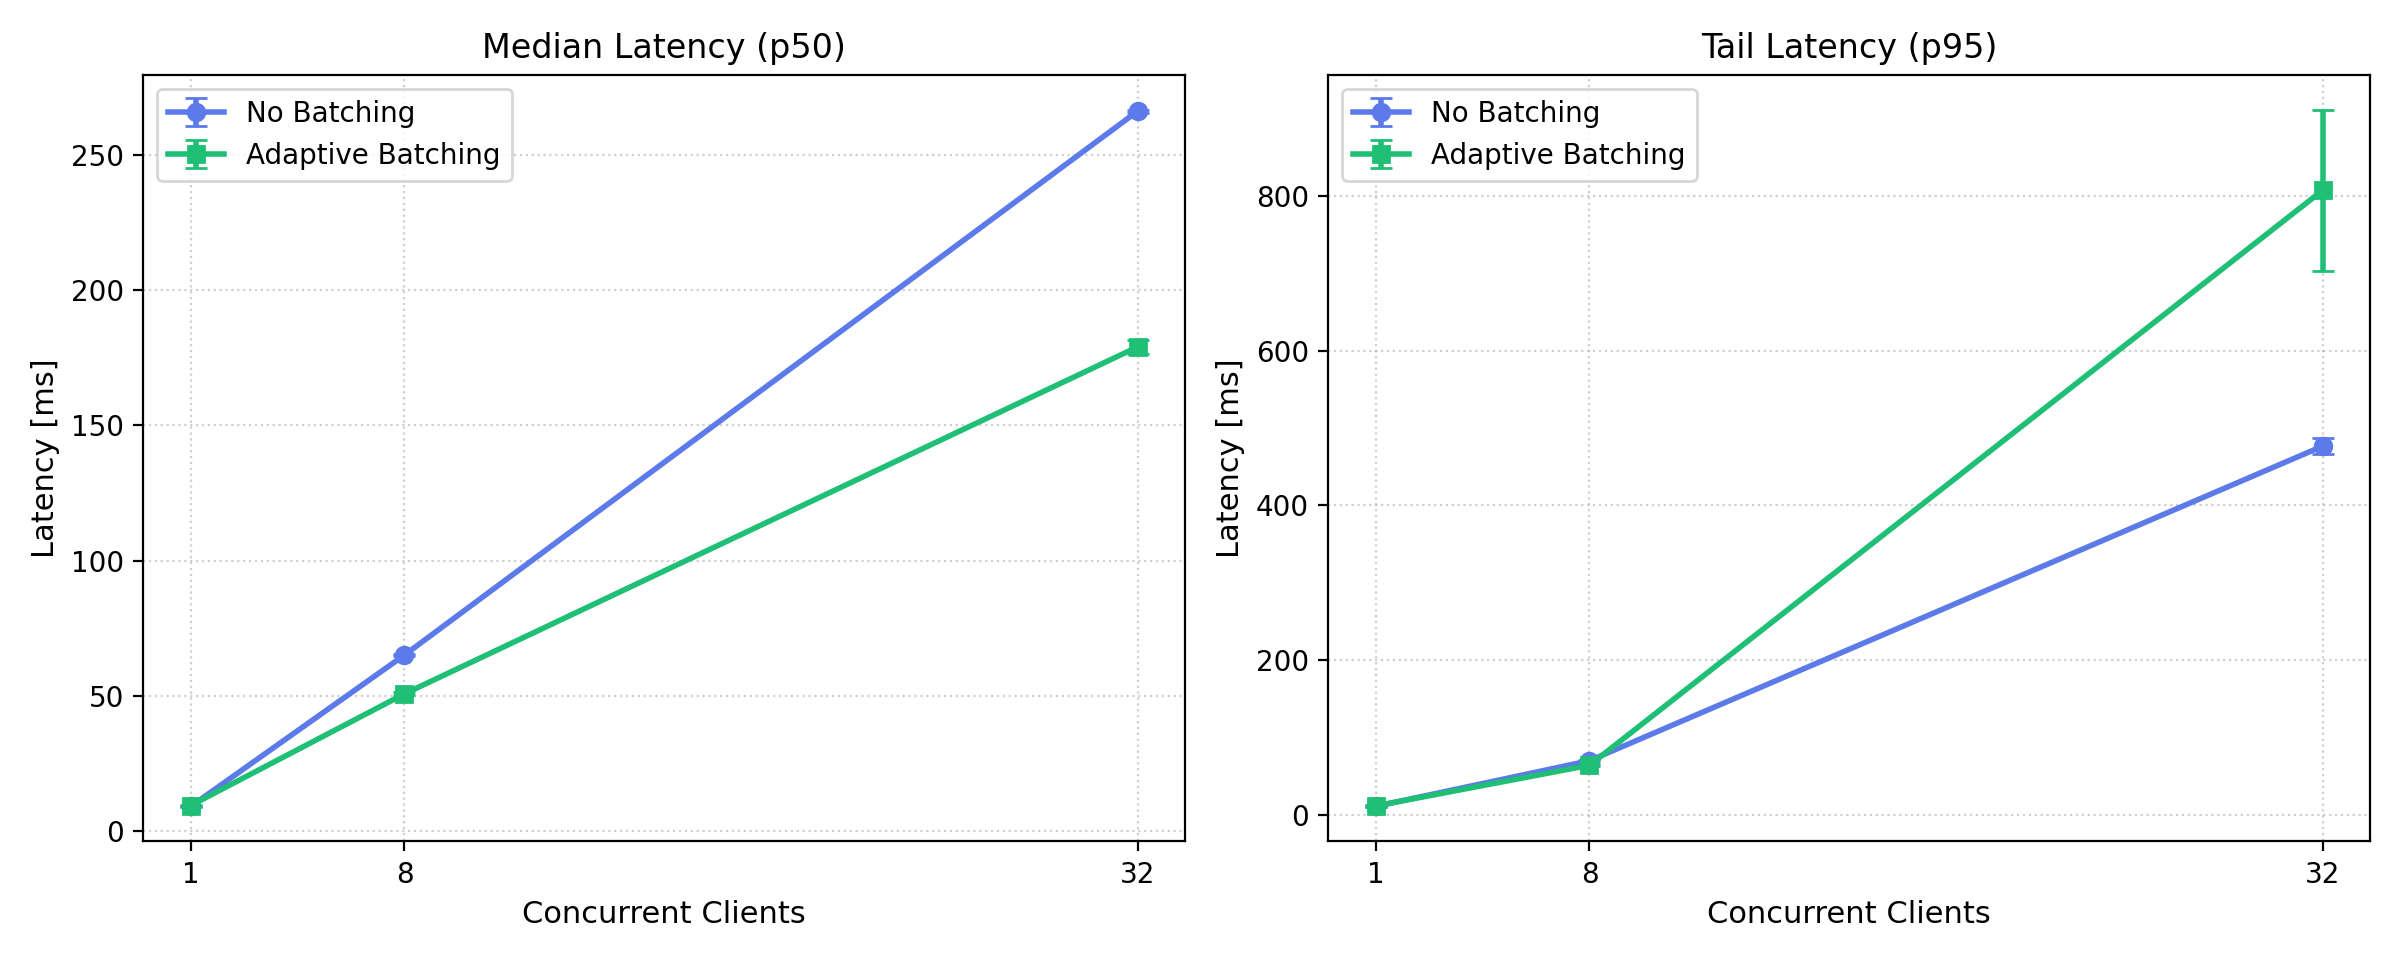 Median Latency (p50)
No Batching
Adaptive Batching
Latency [ms]
250
200
150
100
50
0
1 8 32
Concurrent Clients
Tail Latency (p95)
No Batching
Adaptive Batching
Latency [ms]
800
600
400
200
0
1 8 32
Concurrent Clients